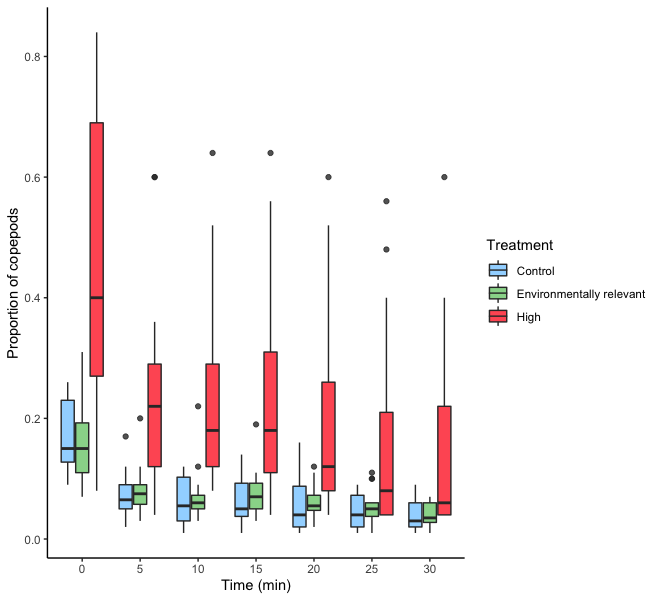 Proportion of copepods
0.8
0.6
0.4
0.2
0.0
0 5 10 15 20 25 30
Time (min)
Treatment
Control
Environmentally relevant
High